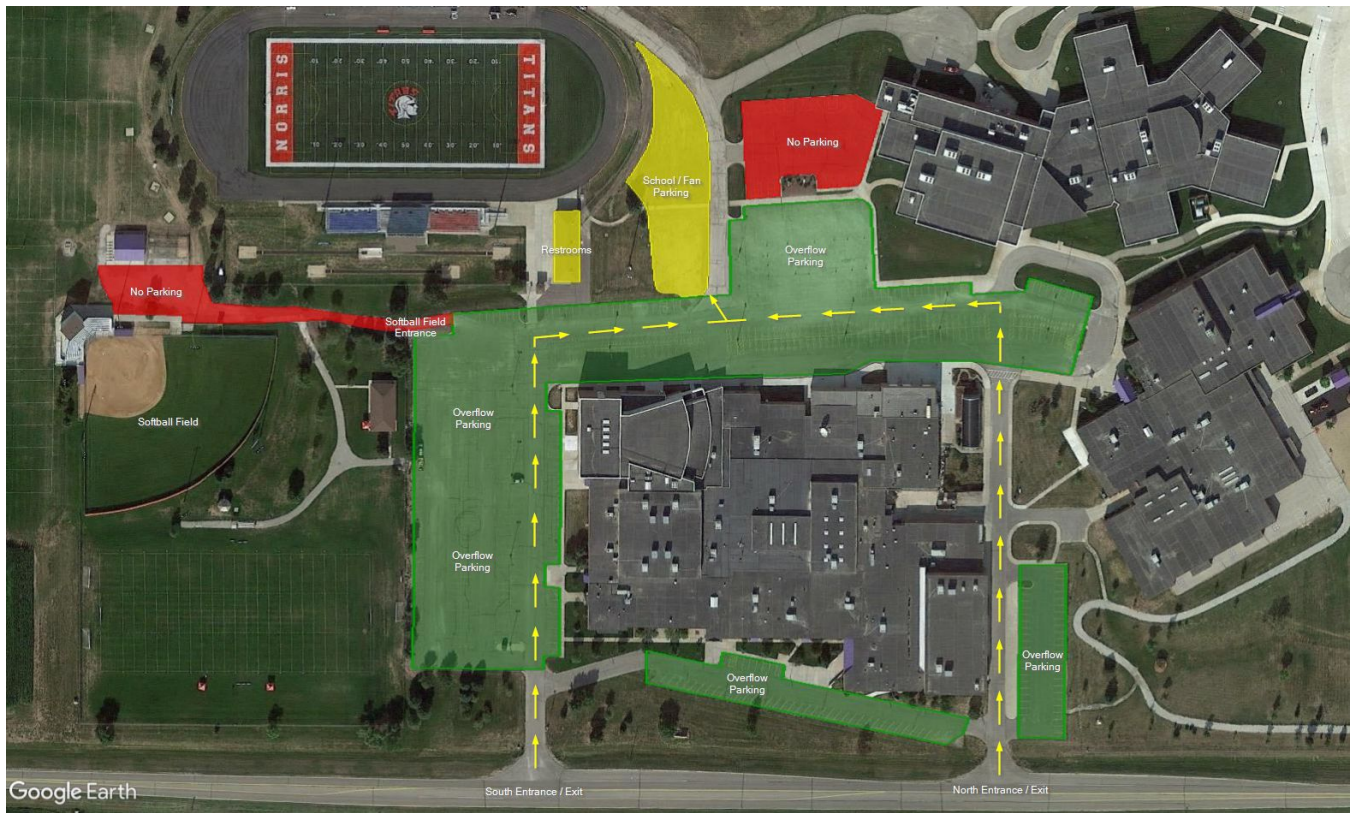 NORRIS
TITANS
No Parking
School / Fan
Parking
Restrooms
Overflow
Parking
No Parking
Softball Field
Entrance
Overflow
Parking
Softball Field
Overflow
Parking
Overflow
Parking
Overflow
Parking
Google Earth
South Entrance / Exit
North Entrance / Exit